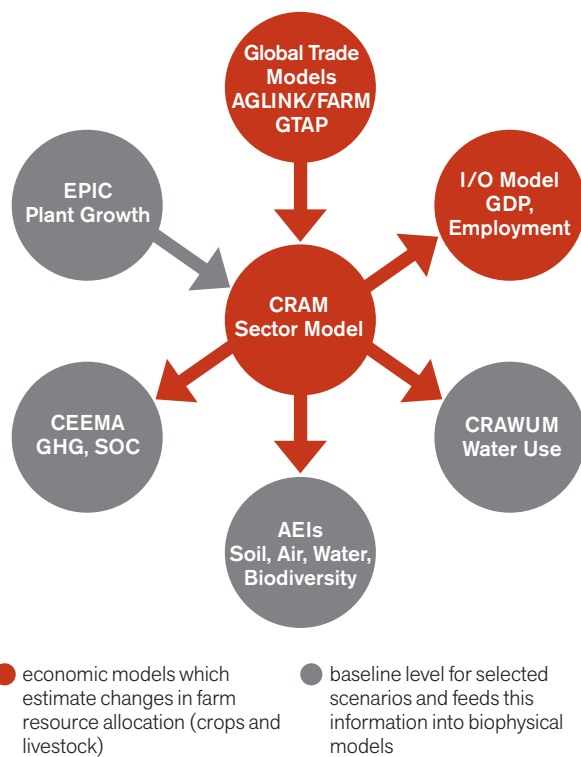 Global Trade
Models
AGLINK/FARM
GTAP
EPIC
Plant Growth
I/O Model
GDP,
Employment
CRAM
Sector Model
CEEMA
GHG, SOC
CRAWUM
Water Use
AEIs
Soil, Air, Water,
Biodiversity
economic models which
estimate changes in farm
resource allocation (crops and
livestock)
baseline level for selected
scenarios and feeds this
information into biophysical
models